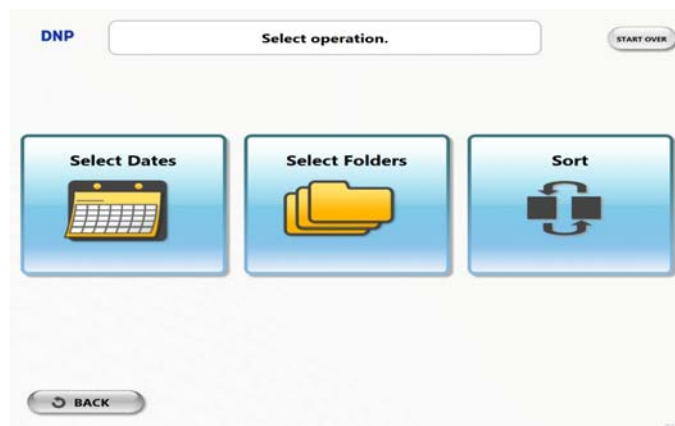 DNP
Select operation.
START OVER
Select Dates
Select Folders
Sort
BACK